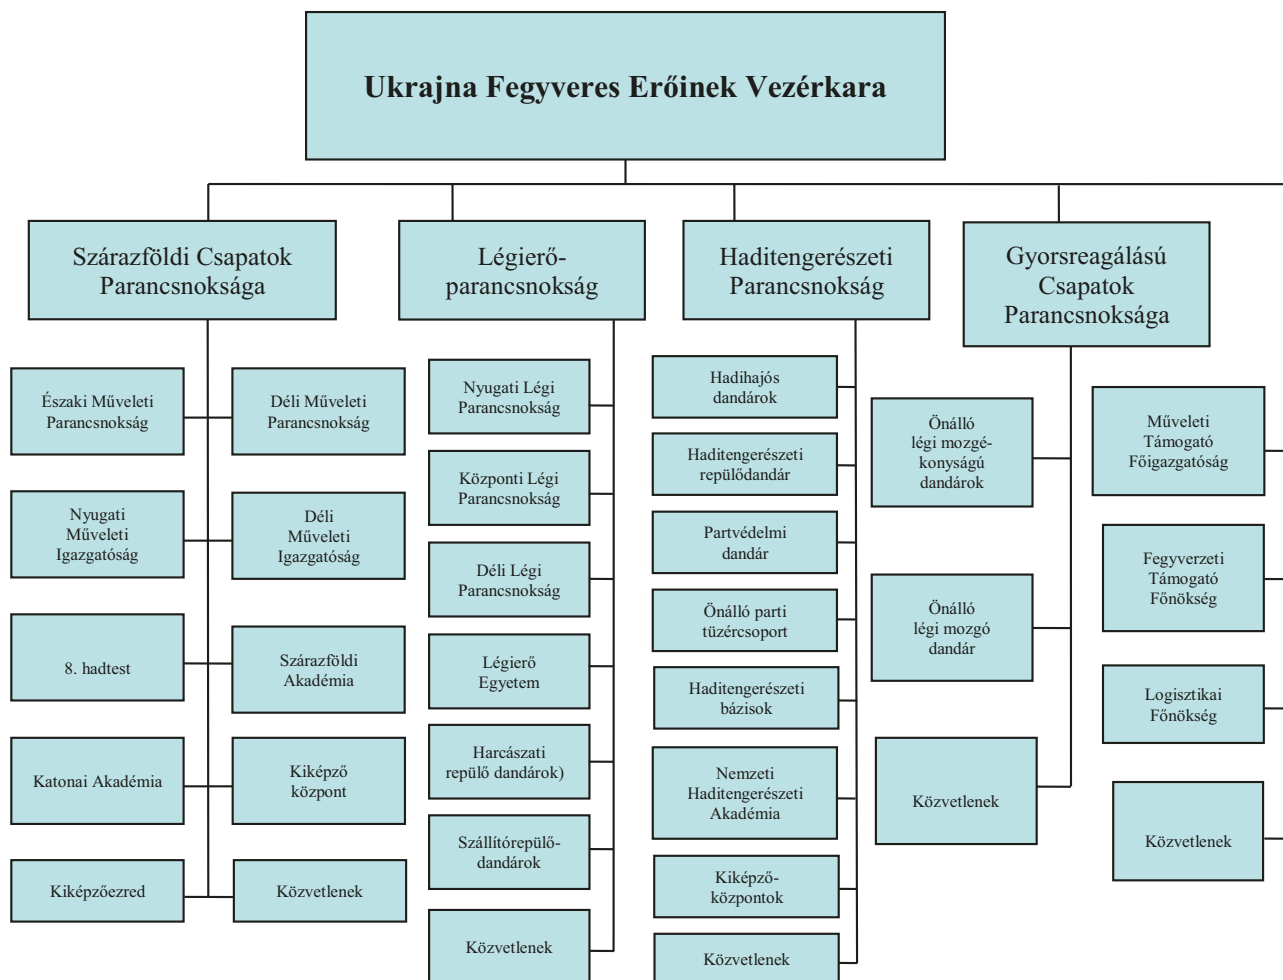 Ukrajna Fegyveres Erőinek Vezérkara
Szárazföldi Csapatok
Parancsnoksága
Légierő-
parancsnokság
Haditengerészeti
Parancsnokság
Gyorsreagálású
Csapatok
Parancsnoksága
Északi Műveleti
Parancsnokság
Déli Műveleti
Parancsnokság
Nyugati
Műveleti
Igazgatóság
Déli
Műveleti
Igazgatóság
8. hadtest
Szárazföldi
Akadémia
Katonai Akadémia
Kiképző
központ
Kiképzőezred
Közvetlenek
Nyugati Légi
Parancsnokság
Központi Légi
Parancsnokság
Déli Légi
Parancsnokság
Légierő
Egyetem
Harcászati
repülő dandárok)
Szállítórepülő-
dandárok
Közvetlenek
Hadihajós
dandárok
Haditengerészeti
repülődandár
Partvédelmi
dandár
Önálló parti
tüzércsoport
Haditengerészeti
bázisok
Nemzeti
Haditengerészeti
Akadémia
Kiképző-
központok
Közvetlenek
Önálló
légi mozgé-
konyságú
dandárok
Önálló
légi mozgó
dandár
Közvetlenek
Műveleti
Támogató
Főigazgatóság
Fegyverzeti
Támogató
Főnökség
Logisztikai
Főnökség
Közvetlenek